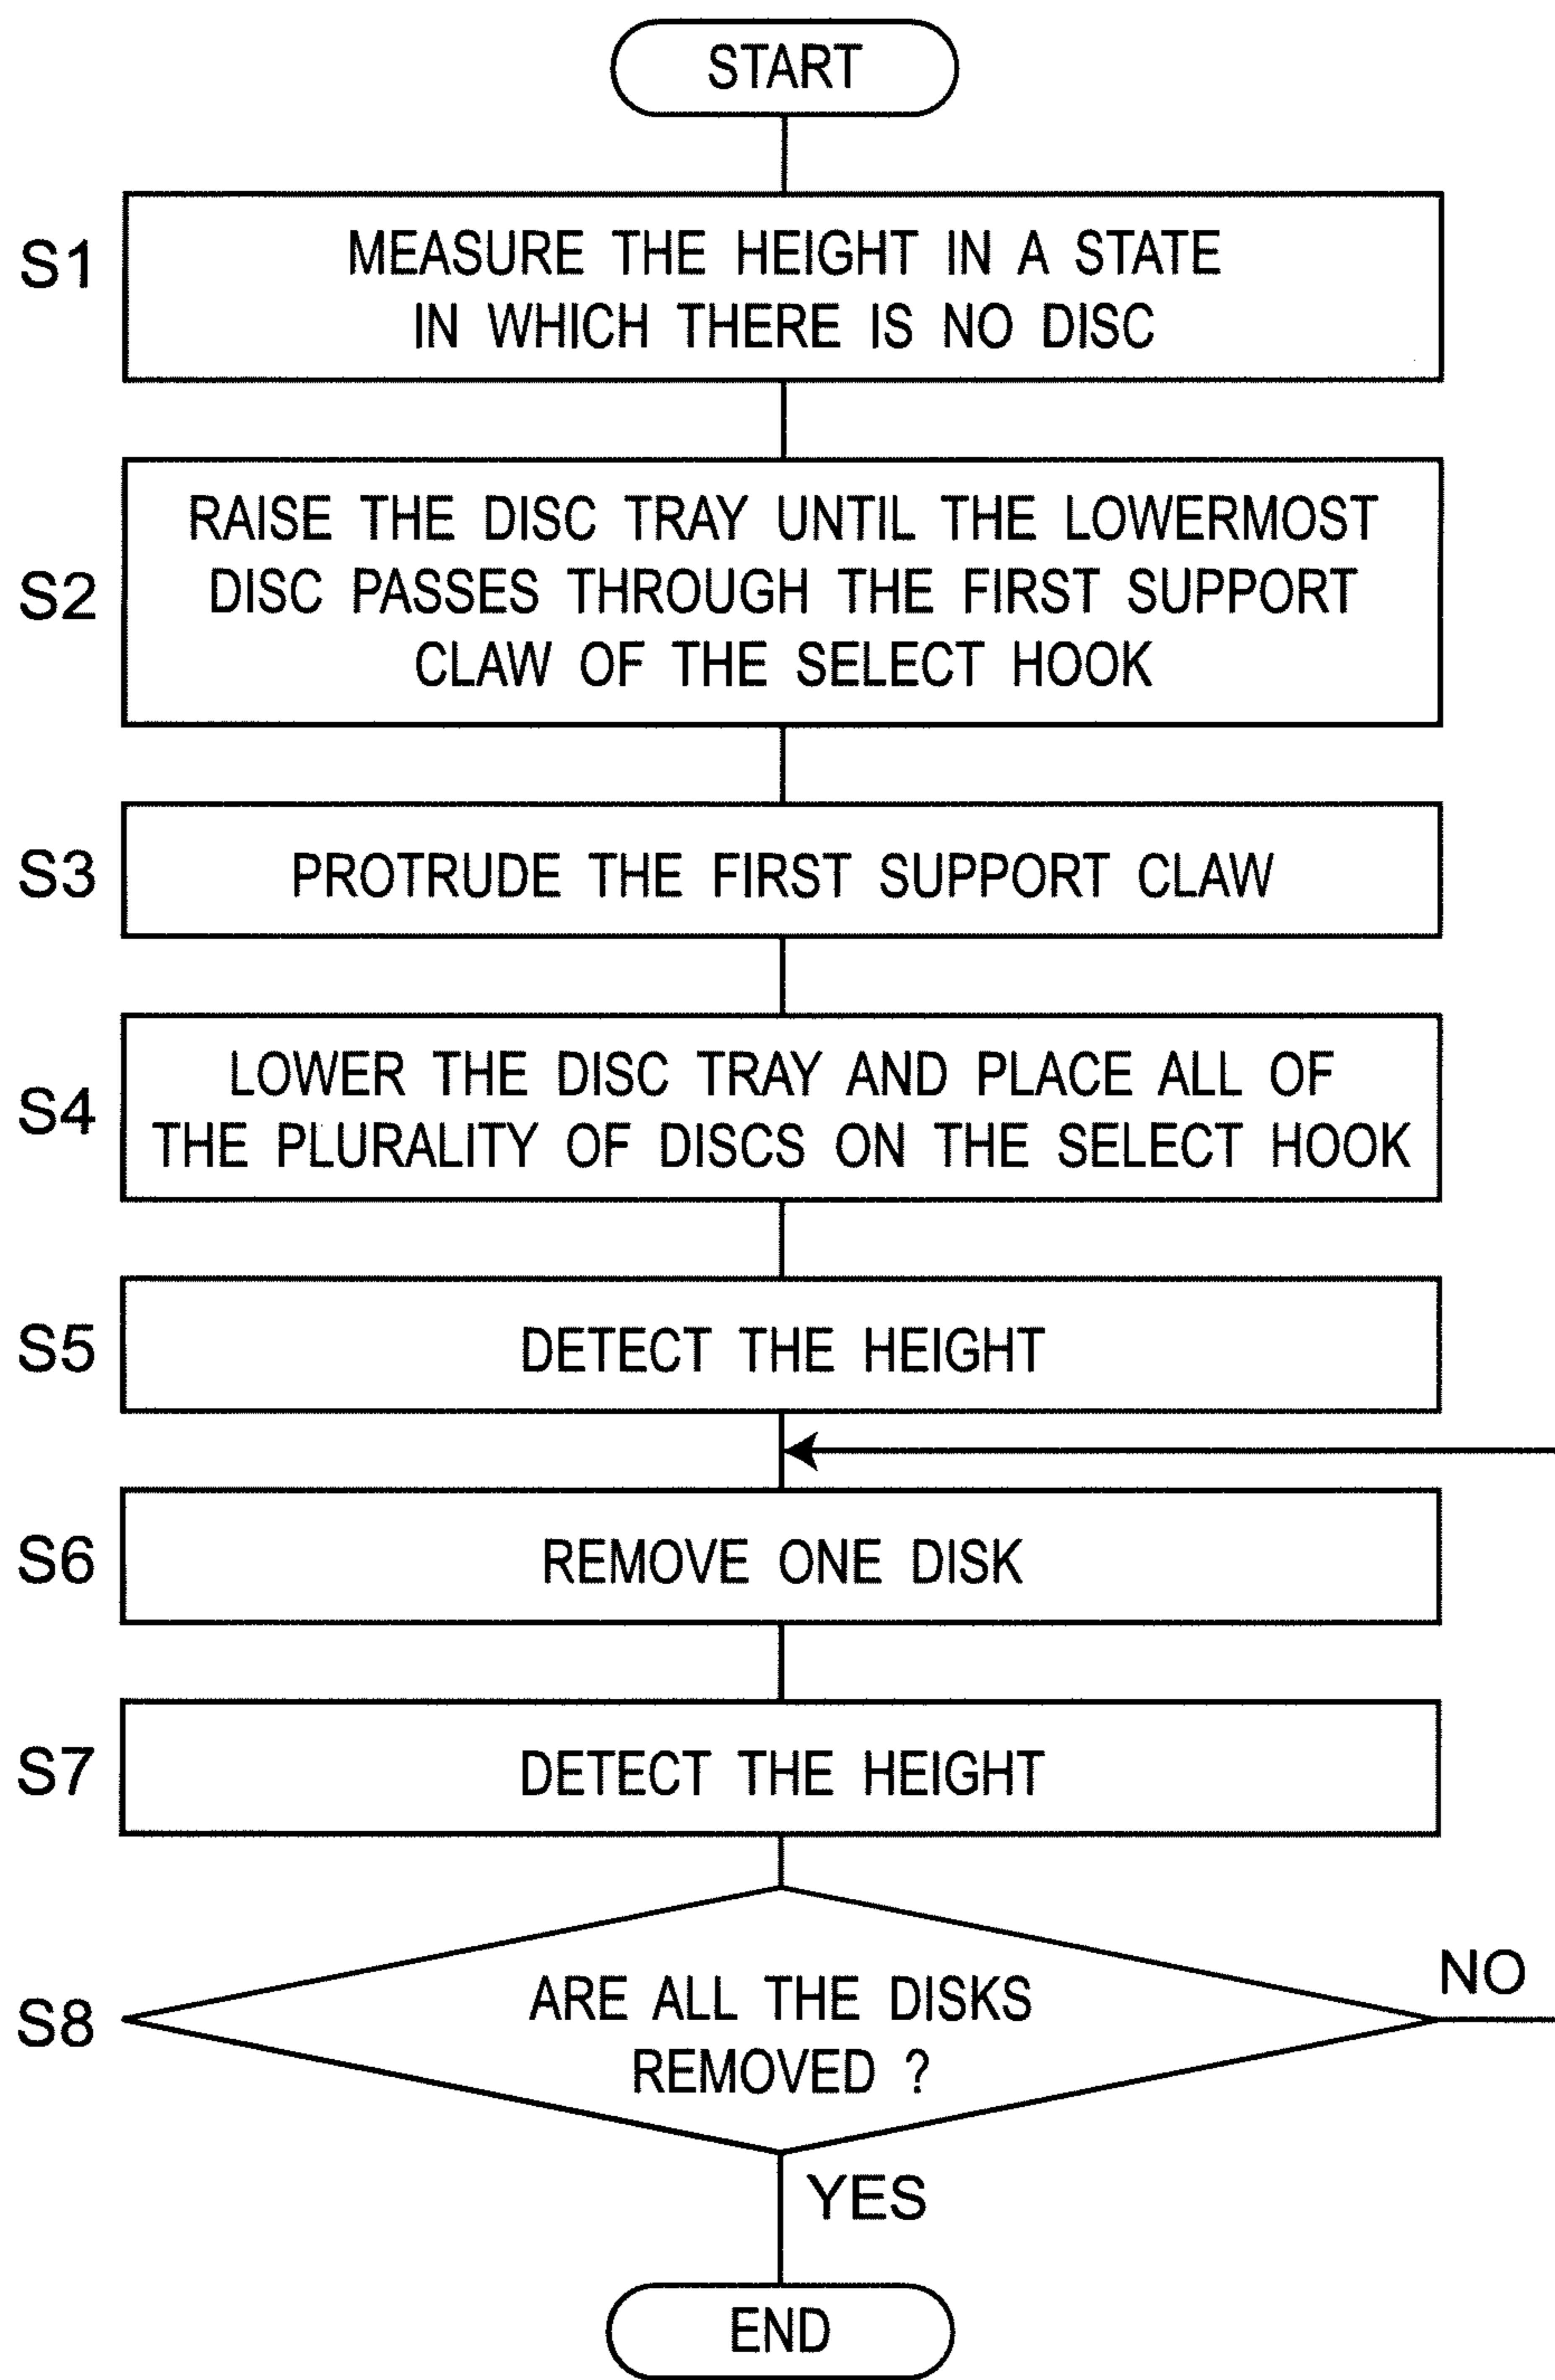 START
S1
MEASURE THE HEIGHT IN A STATE
IN WHICH THERE IS NO DISC
S2
RAISE THE DISC TRAY UNTIL THE LOWERMOST
DISC PASSES THROUGH THE FIRST SUPPORT
CLAW OF THE SELECT HOOK
S3
PROTRUDE THE FIRST SUPPORT CLAW
S4
LOWER THE DISC TRAY AND PLACE ALL OF
THE PLURALITY OF DISCS ON THE SELECT HOOK
S5
DETECT THE HEIGHT
S6
REMOVE ONE DISK
S7
DETECT THE HEIGHT
S8
ARE ALL THE DISKS
REMOVED ?
NO
YES
END